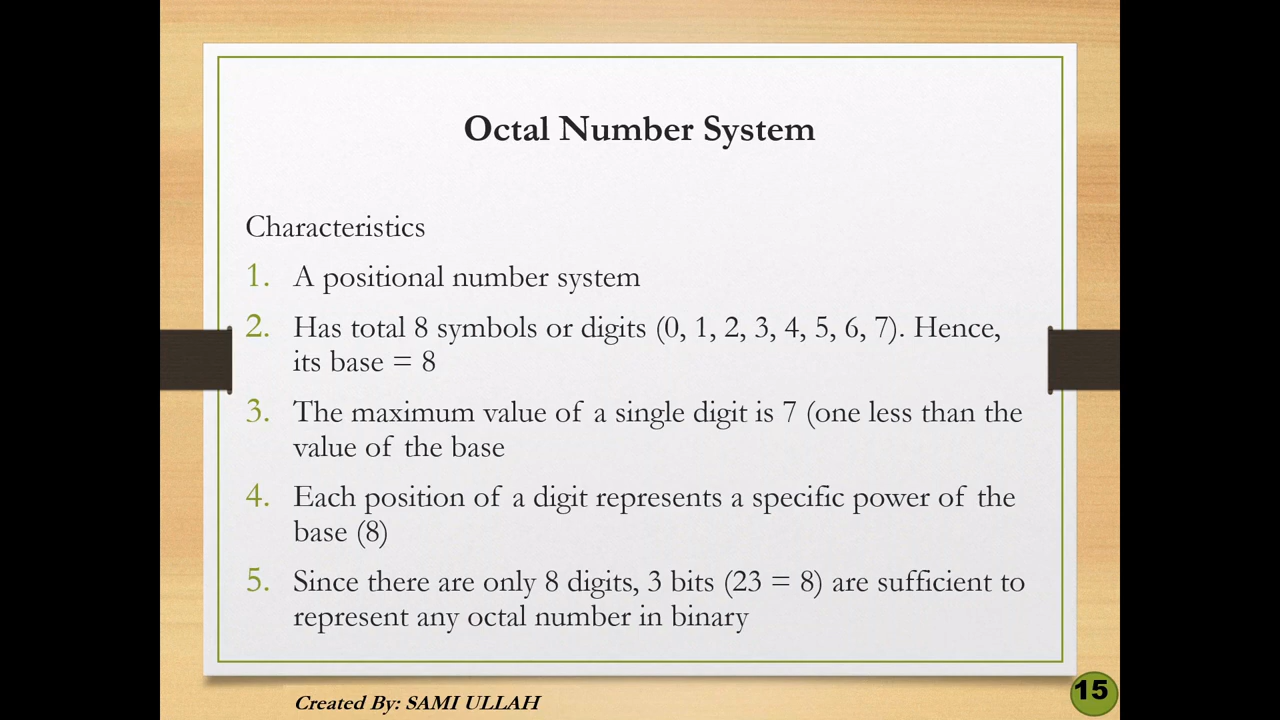 Octal Number System
Characteristics
1. A positional number system
2. Has total 8 symbols or digits (0, 1, 2, 3, 4, 5, 6, 7). Hence,
its base = 8
3. The maximum value of a single digit is 7 (one less than the
value of the base
4. Each position of a digit represents a specific power of the
base (8)
5. Since there are only 8 digits, 3 bits (23 = 8) are sufficient to
represent any octal number in binary
Created By: SAMI ULLAH
15